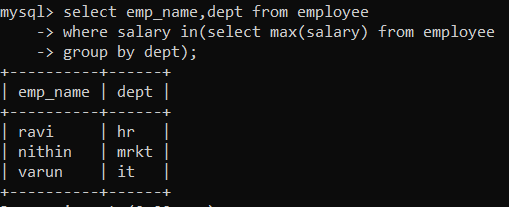 mysql> select emp_name,dept from employee
    -> where salary in(select max(salary) from employee
    -> group by dept);
+----------+------+
| emp_name | dept |
+----------+------+
| ravi     | hr   |
| nithin   | mrkt |
| varun    | it   |
+----------+------+